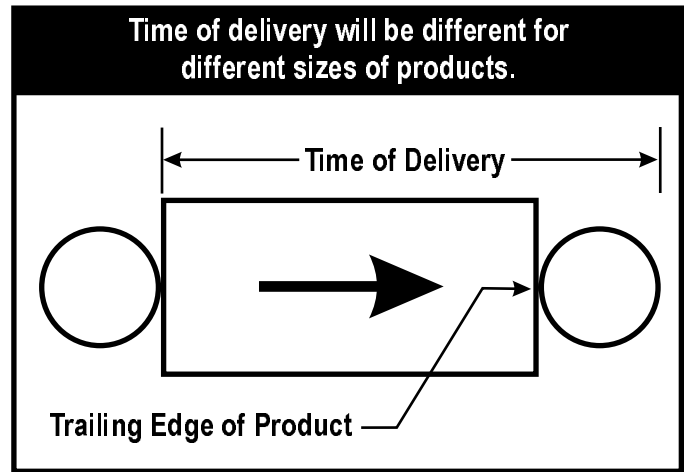 Time of delivery will be different for
different sizes of products.
Time of Delivery
Trailing Edge of Product